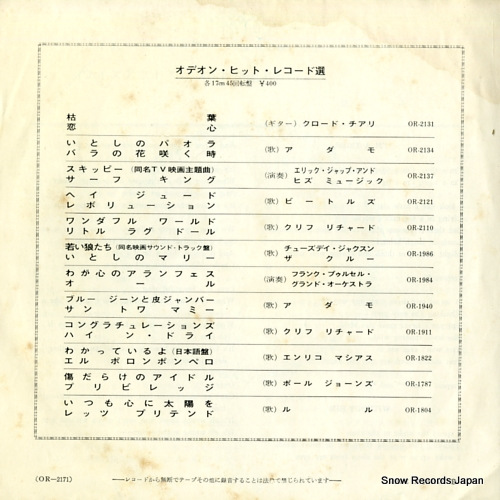 オデオン・ヒット・レコード選
各17㎝45回転盤 ￥400
枯葉
恋心 (ギター) クロード・チアリ OR-2131
いとしのパオラ
バラの花咲く時 (歌) アダモ OR-2134
スキッピー (同名TV映画主題曲) エリック・ジャップ・アンド
サーフキング (演奏) ヒズ ミュージック OR-2137
ヘイ ジュード
レボリューション (歌) ビートルズ OR-2121
ワンダフル ワールド
リトル ラグ ドール (歌) クリフ リチャード OR-2110
若い狼たち (同名映画サウンド・トラック盤) チューズデイ・ジャクスン
いとしのマリー ザ クルー OR-1986
わが心のアランフェス フランク・プゥルセル・
オール (演奏) グランド・オーケストラ OR-1984
ブルー ジーンと皮ジャンパー
サン トワ マミー (歌) アダモ OR-1940
コングラチュレーションズ
ハイ・ン・ドライ (歌) クリフ リチャード OR-1911
わかっているよ (日本語盤)
エル ポロンポンペロ (歌) エンリコ マシアス OR-1822
傷だらけのアイドル
プリビレッジ (歌) ポール ジョーンズ OR-1787
いつも心に太陽を
レッツ プリテンド (歌) ルル OR-1804
(OR—2171) ——レコードから無断でテープその他に録音することは法律で禁じられています——
Snow Records Japan